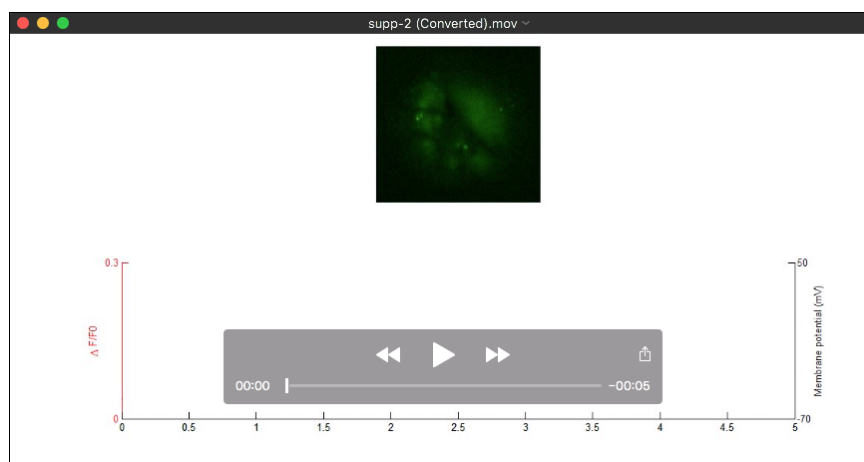 supp-2 (Converted).mov
0.3
50
Δ F/F0
Membrane potential (mV)
00:00
-00:05
0
-70
0 0.5 1 1.5 2 2.5 3 3.5 4 4.5 5